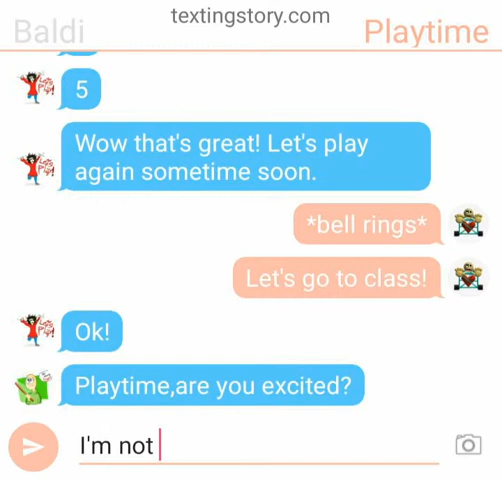 textingstory.com
Baldi
Playtime
5
Wow that's great! Let's play
again sometime soon.
*bell rings*
Let's go to class!
Ok!
Playtime,are you excited?
I'm not